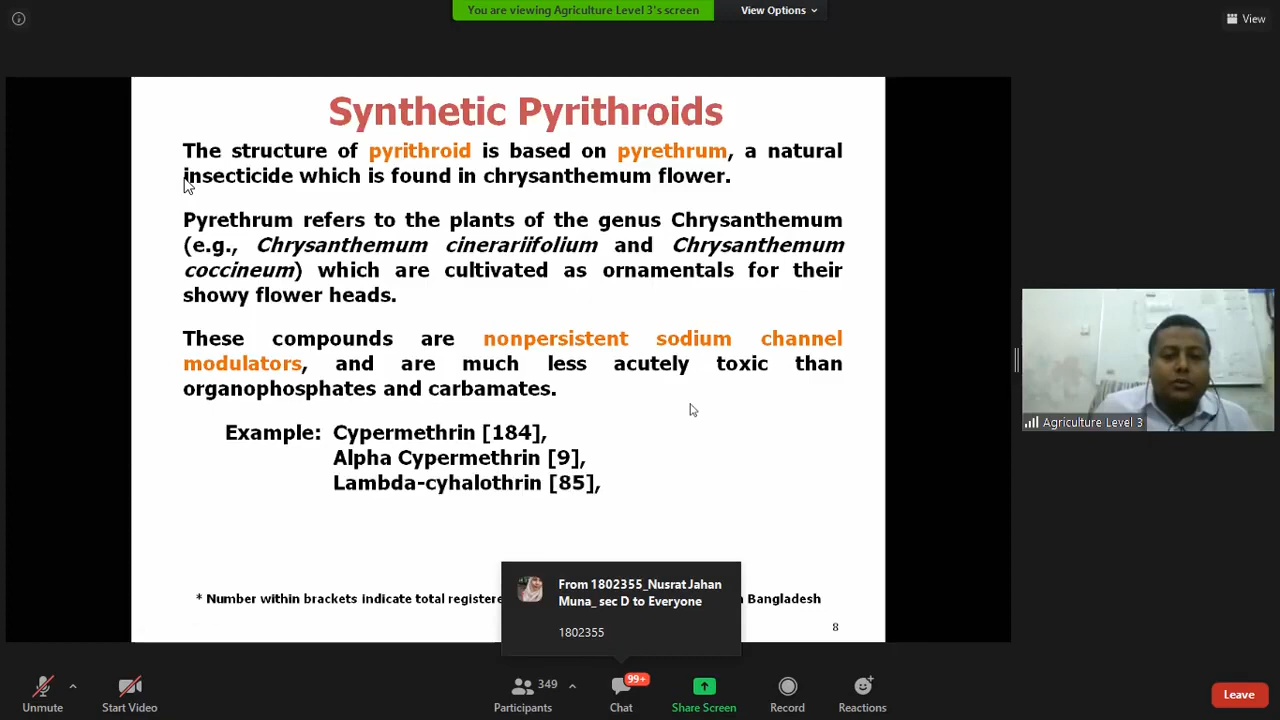 You are viewing Agriculture Level 3's screen
View Options
View
Synthetic Pyrithroids
The structure of pyrithroid is based on pyrethrum, a natural
insecticide which is found in chrysanthemum flower.
Pyrethrum refers to the plants of the genus Chrysanthemum
(e.g., Chrysanthemum cinerariifolium and Chrysanthemum
coccineum) which are cultivated as ornamentals for their
showy flower heads.
These compounds are nonpersistent sodium channel
modulators, and are much less acutely toxic than
organophosphates and carbamates.
Example: Cypermethrin [184],
Alpha Cypermethrin [9],
Lambda-cyhalothrin [85],
Agriculture Level 3
From 1802355_Nusrat Jahan
Muna_ sec D to Everyone
1802355
* Number within brackets indicate total Bangladesh
8
Unmute
Start Video
349
Participants
99+
Chat
Share Screen
Record
Reactions
Leave